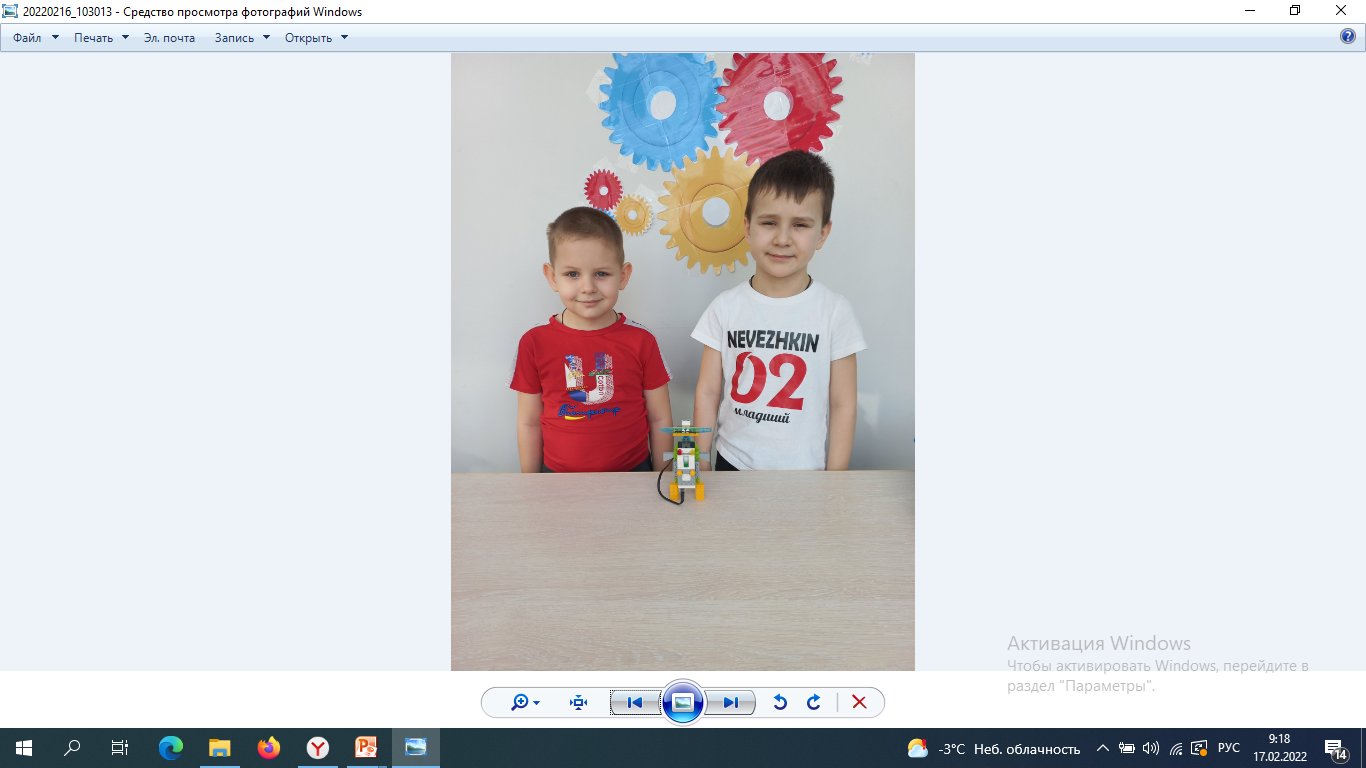 20220216_103013 - Средство просмотра фотографий Windows
Файл Печать Эл. почта Запись Открыть
NEVEZHKIN
02
младший
Активация Windows
Чтобы активировать Windows, перейдите в
раздел "Параметры".
-3°C Неб. облачность
РУС
9:18
17.02.2022
14